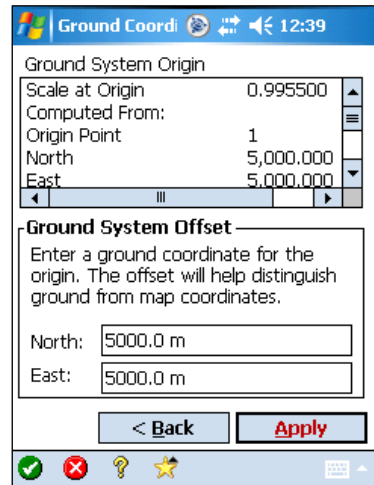 Ground Coordi 12:39
Ground System Origin
Scale at Origin 0.995500
Computed From:
Origin Point 1
North 5,000.000
East 5,000.000
Ground System Offset
Enter a ground coordinate for the
origin. The offset will help distinguish
ground from map coordinates.
North: 5000.0 m
East: 5000.0 m
< Back Apply